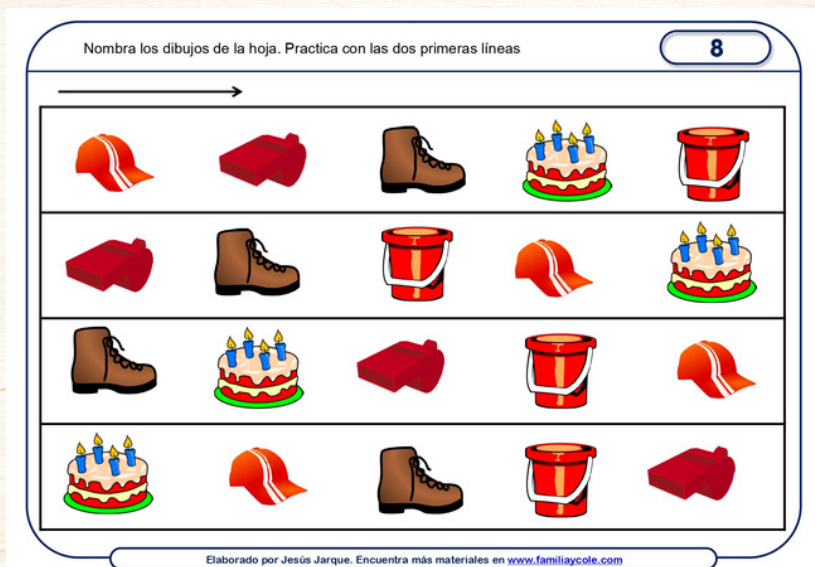 Nombra los dibujos de la hoja. Practica con las dos primeras líneas
8
Elaborado por Jesús Jarque. Encuentra más materiales en www.familiaycole.com